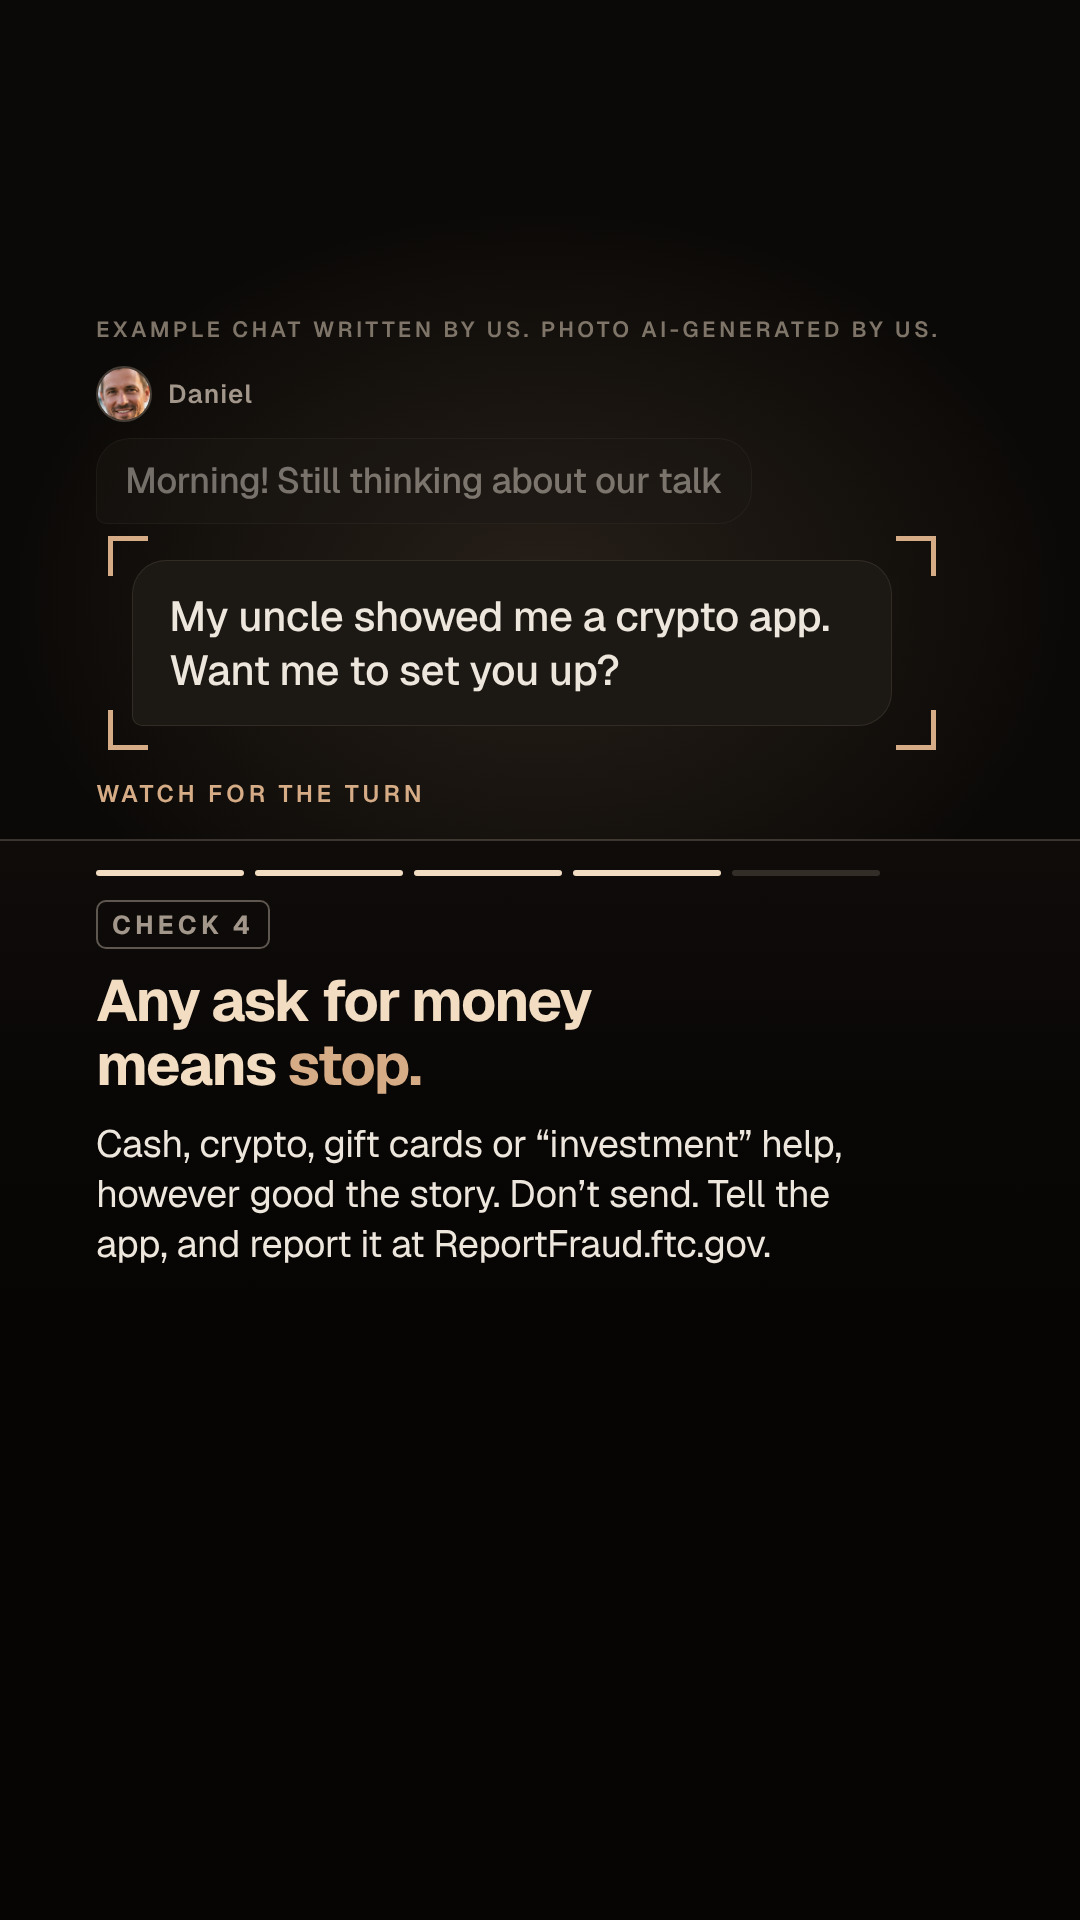 EXAMPLE CHAT WRITTEN BY US. PHOTO AI-GENERATED BY US.
Daniel
Morning! Still thinking about our talk
My uncle showed me a crypto app.
Want me to set you up?
WATCH FOR THE TURN
CHECK 4
Any ask for money
means stop.
Cash, crypto, gift cards or “investment” help,
however good the story. Don’t send. Tell the
app, and report it at ReportFraud.ftc.gov.